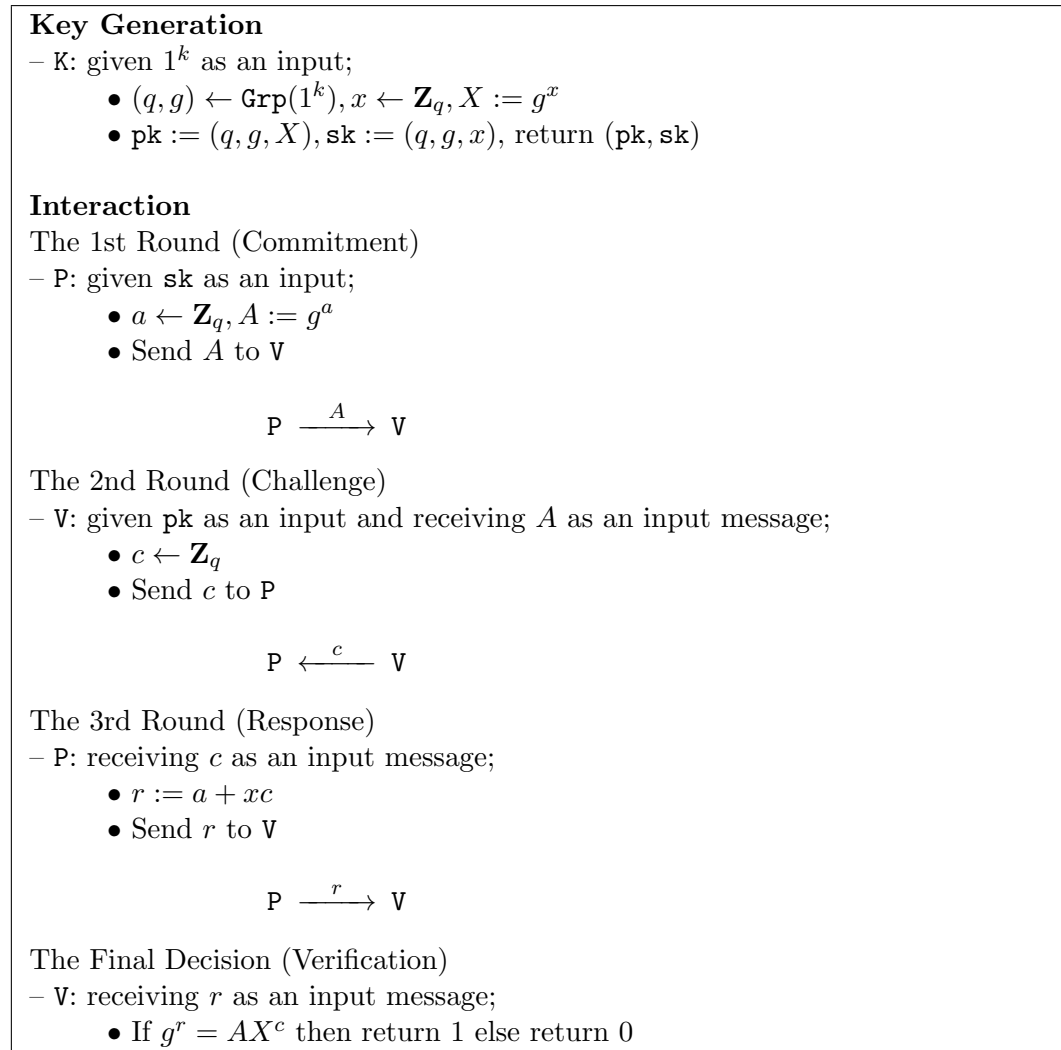 Key Generation
– K: given 1^k as an input;
• (q, g) ← Grp(1^k), x ← Z_q, X := g^x
• pk := (q, g, X), sk := (q, g, x), return (pk, sk)
Interaction
The 1st Round (Commitment)
– P: given sk as an input;
• a ← Z_q, A := g^a
• Send A to V
P —A→ V
The 2nd Round (Challenge)
– V: given pk as an input and receiving A as an input message;
• c ← Z_q
• Send c to P
P ←c— V
The 3rd Round (Response)
– P: receiving c as an input message;
• r := a + xc
• Send r to V
P —r→ V
The Final Decision (Verification)
– V: receiving r as an input message;
• If g^r = AX^c then return 1 else return 0